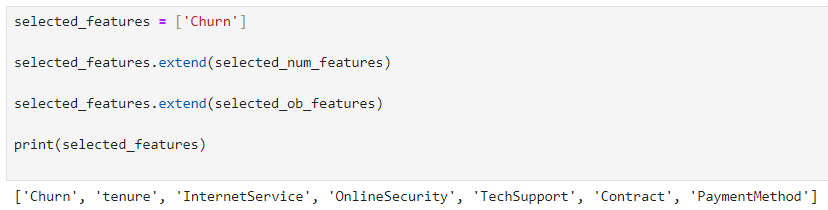 selected_features = ['Churn']
selected_features.extend(selected_num_features)
selected_features.extend(selected_ob_features)
print(selected_features)
['Churn', 'tenure', 'InternetService', 'OnlineSecurity', 'TechSupport', 'Contract', 'PaymentMethod']